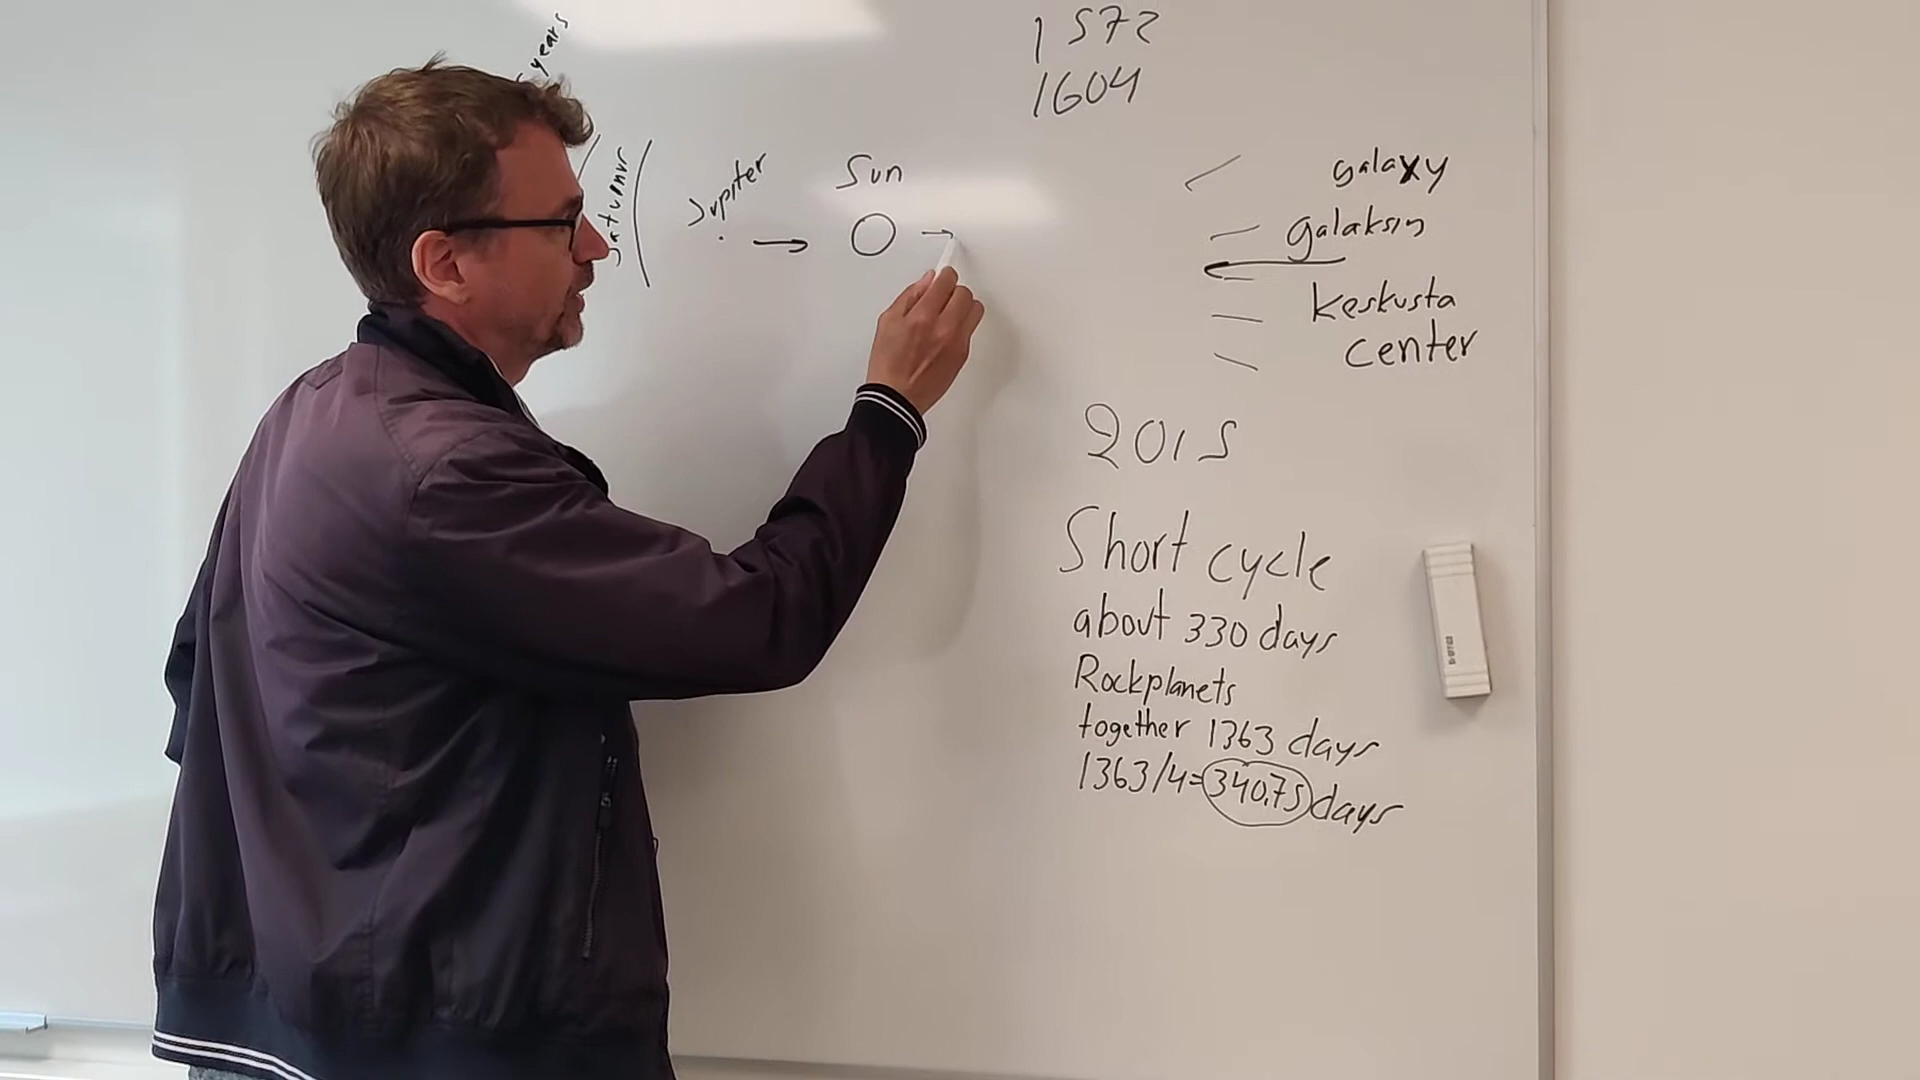 years
1572
1604
Jupiter
Sun
galaxy
galaksin
keskusta
center
2015
Short cycle
about 330 days
Rockplanets
together 1363 days
1363/4=340,75 days